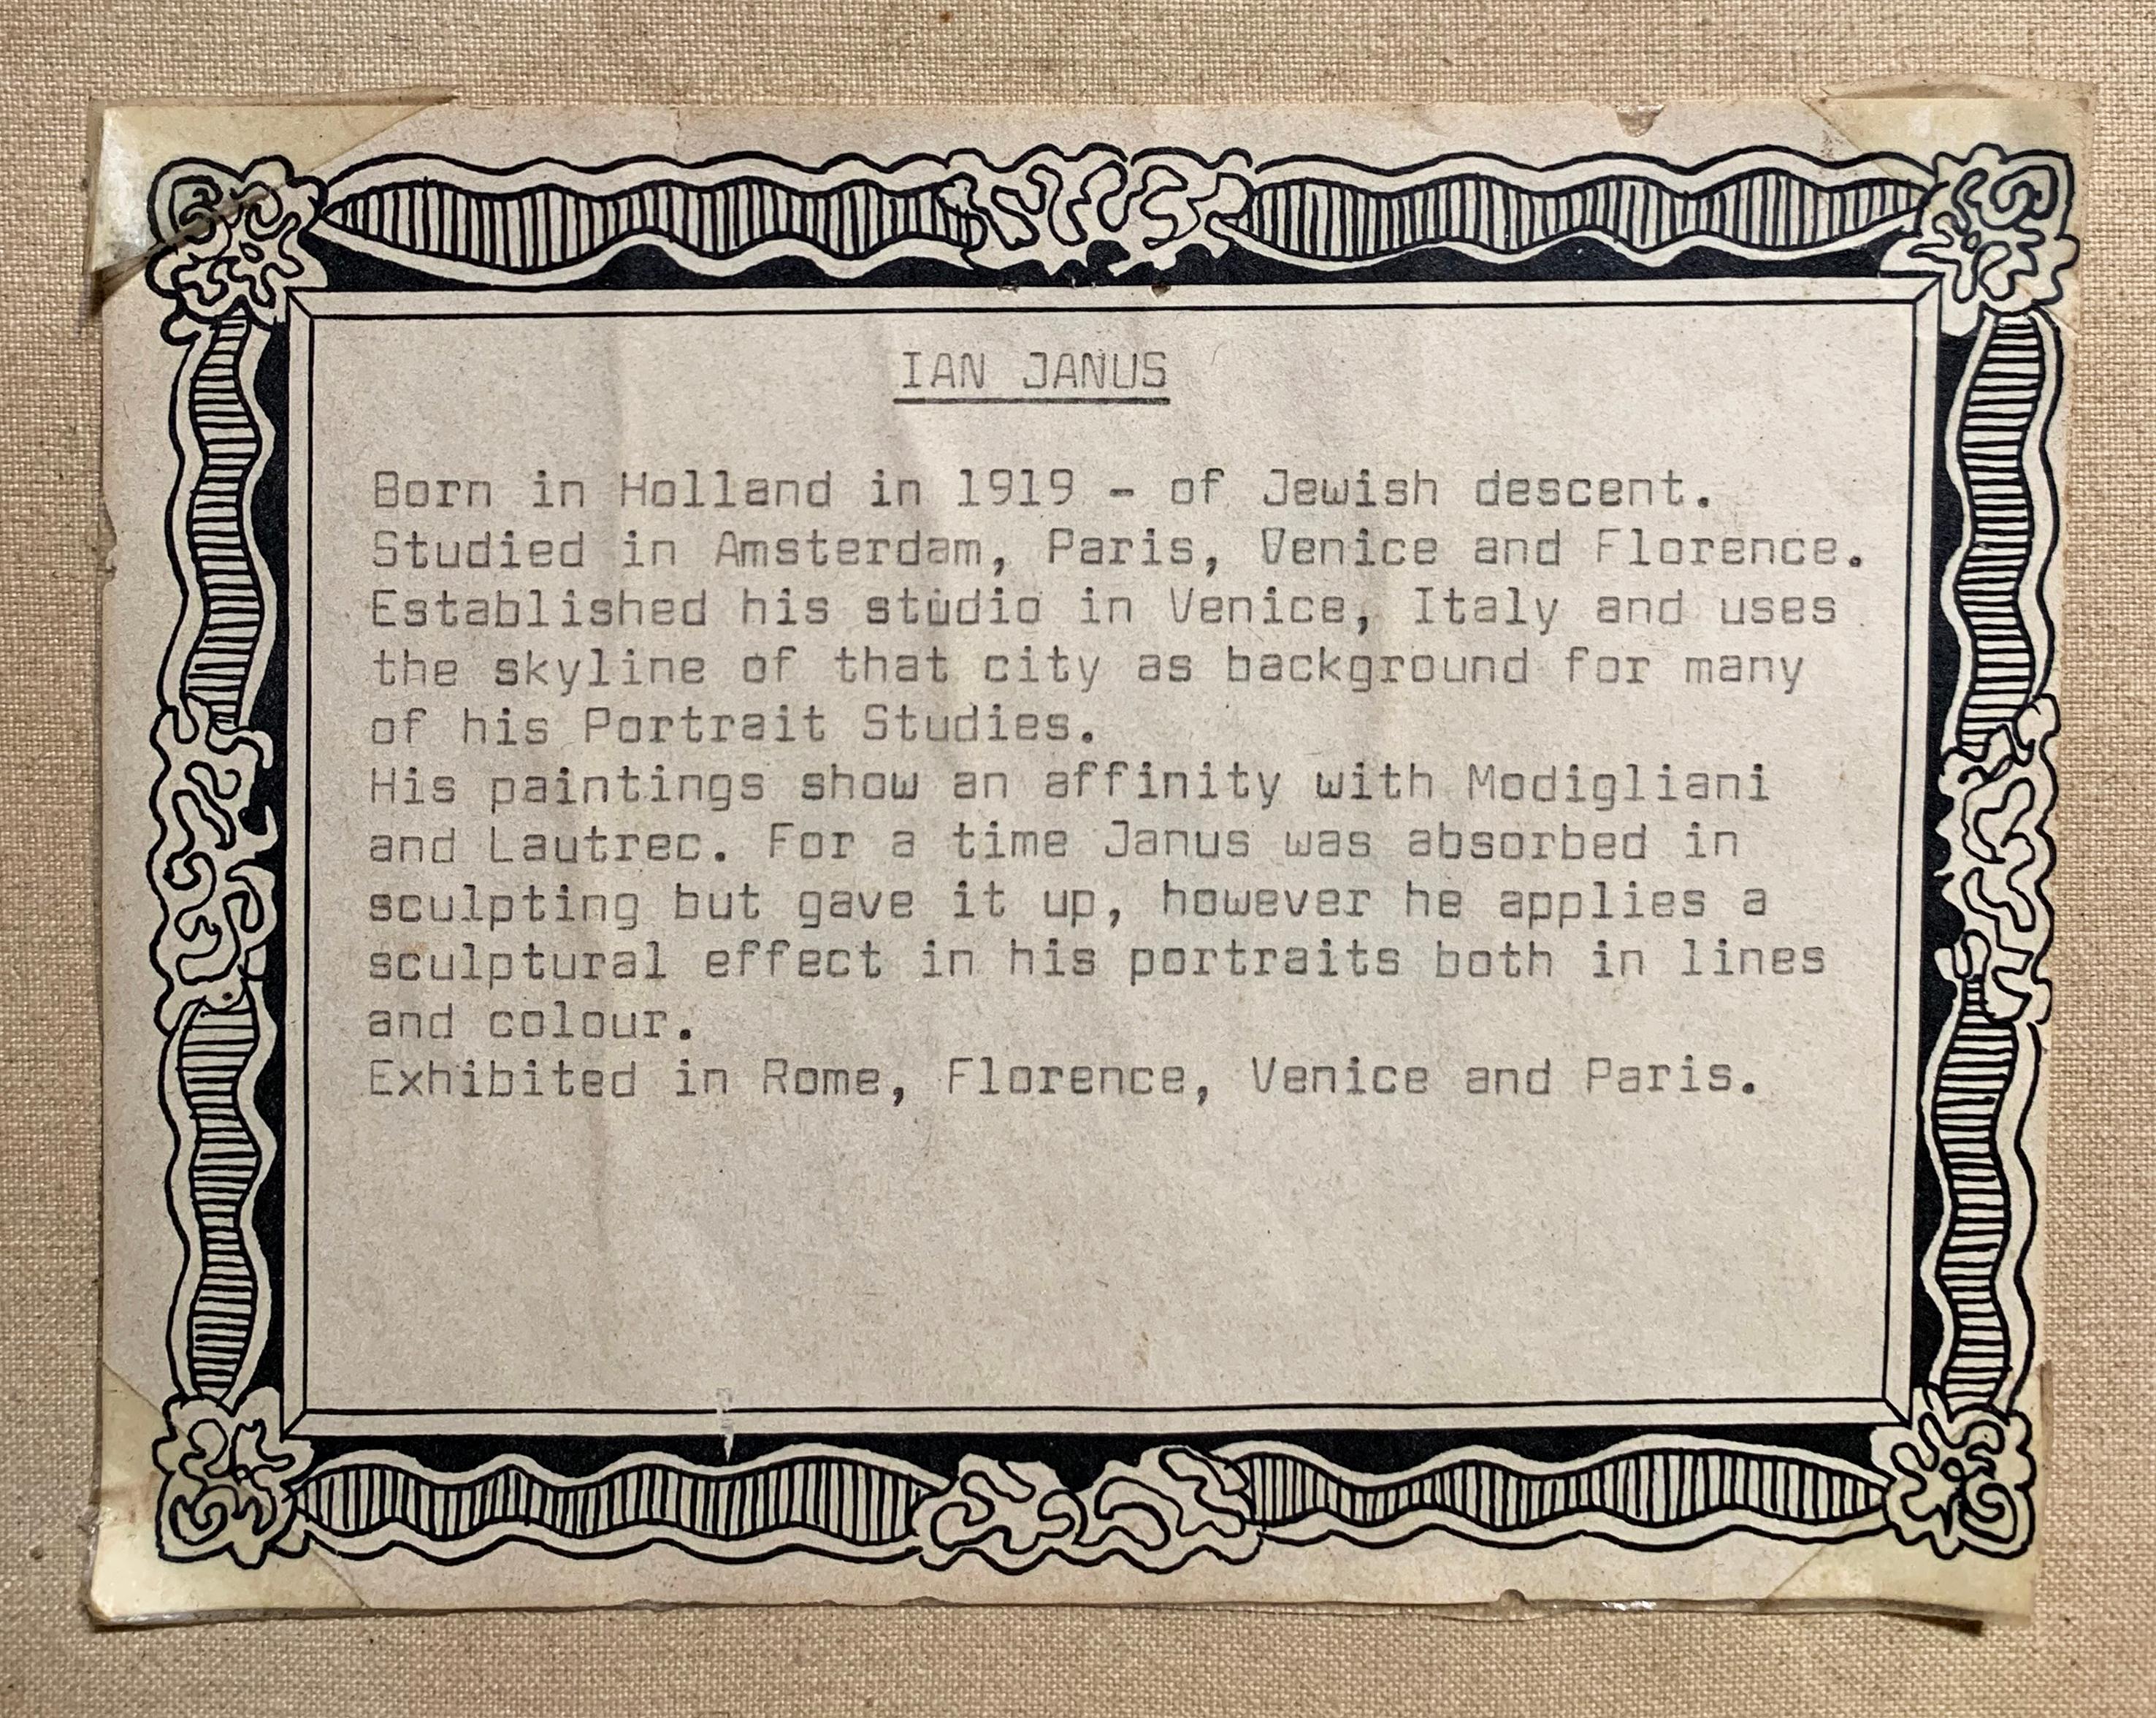 IAN JANUS
Born in Holland in 1919 - of Jewish descent.
Studied in Amsterdam, Paris, Venice and Florence.
Established his studio in Venice, Italy and uses
the skyline of that city as background for many
of his Portrait Studies.
His paintings show an affinity with Modigliani
and Lautrec. For a time Janus was absorbed in
sculpting but gave it up, however he applies a
sculptural effect in his portraits both in lines
and colour.
Exhibited in Rome, Florence, Venice and Paris.